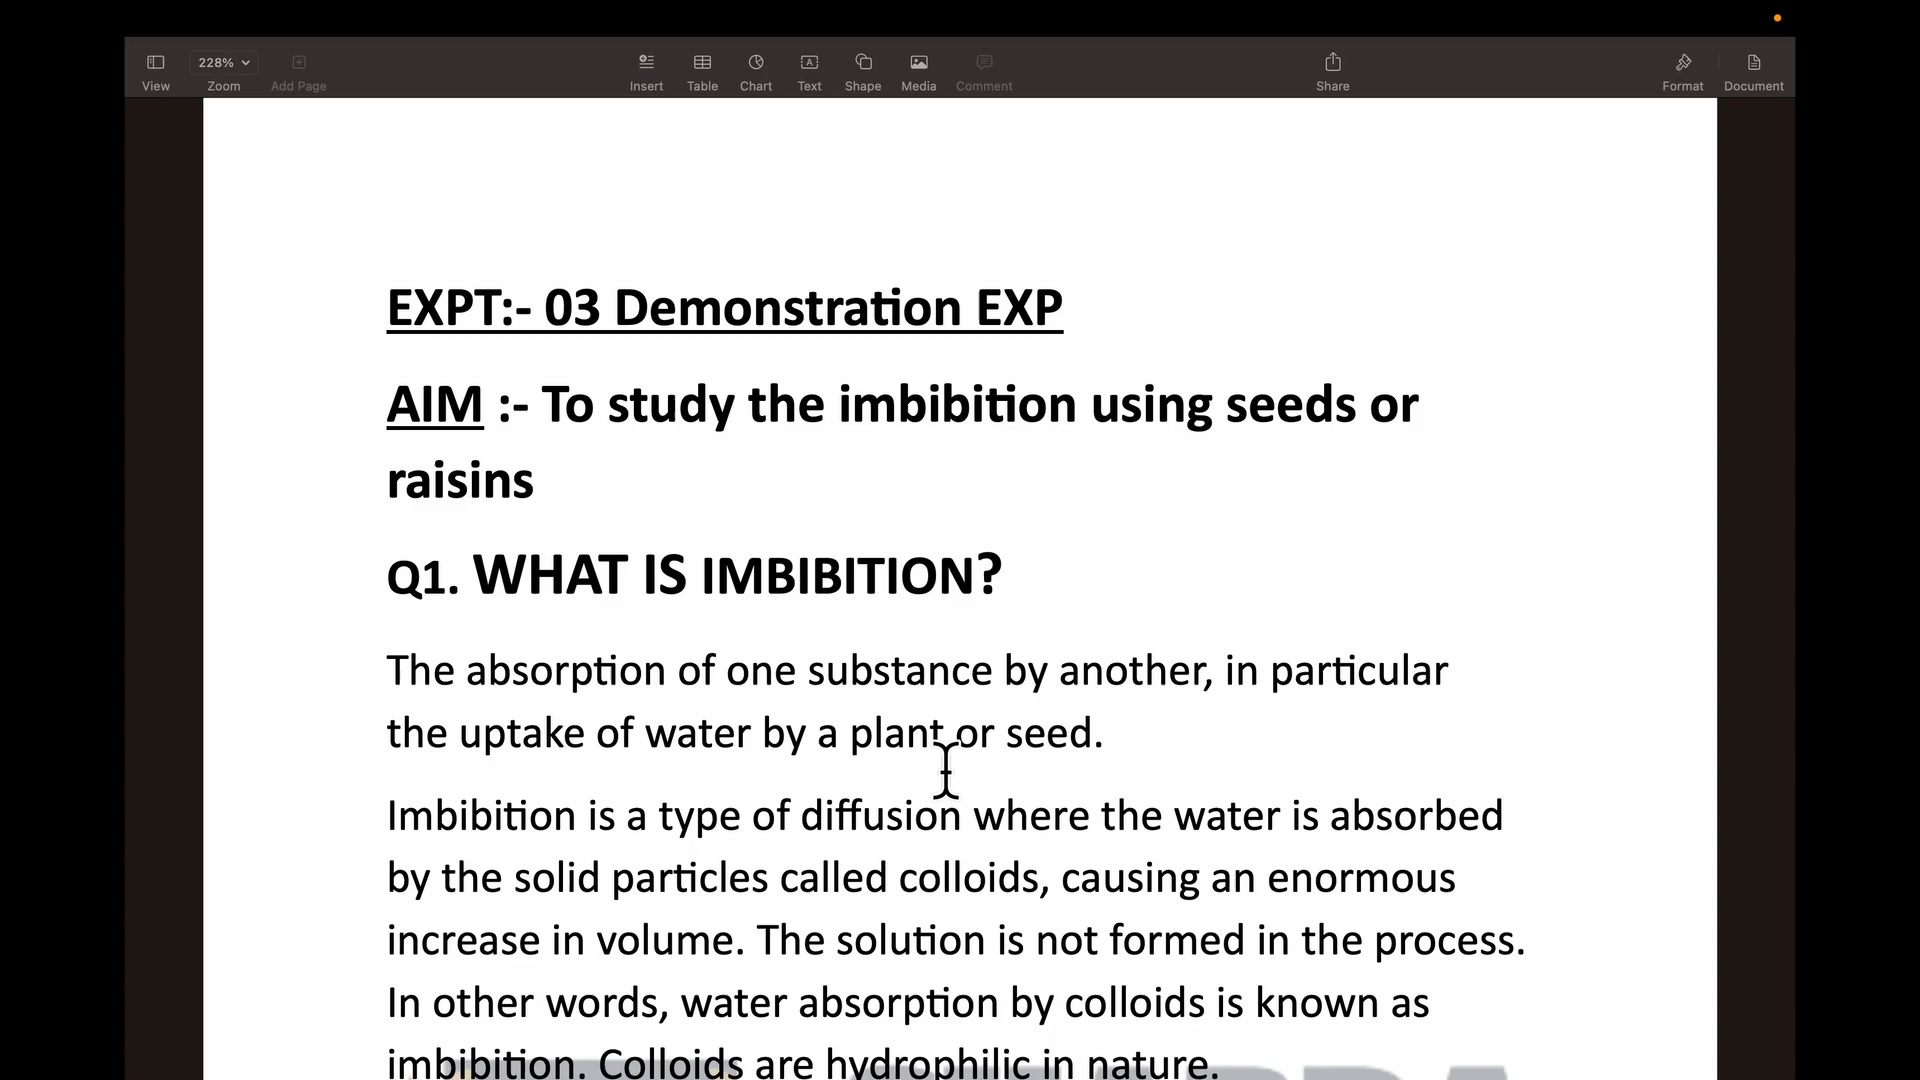 228%
View
Zoom
Add Page
Insert
Table
Chart
Text
Shape
Media
Comment
Share
Format
Document
EXPT:- 03 Demonstration EXP
AIM :- To study the imbibition using seeds or
raisins
Q1. WHAT IS IMBIBITION?
The absorption of one substance by another, in particular
the uptake of water by a plant or seed.
Imbibition is a type of diffusion where the water is absorbed
by the solid particles called colloids, causing an enormous
increase in volume. The solution is not formed in the process.
In other words, water absorption by colloids is known as
imbibition. Colloids are hydrophilic in nature.